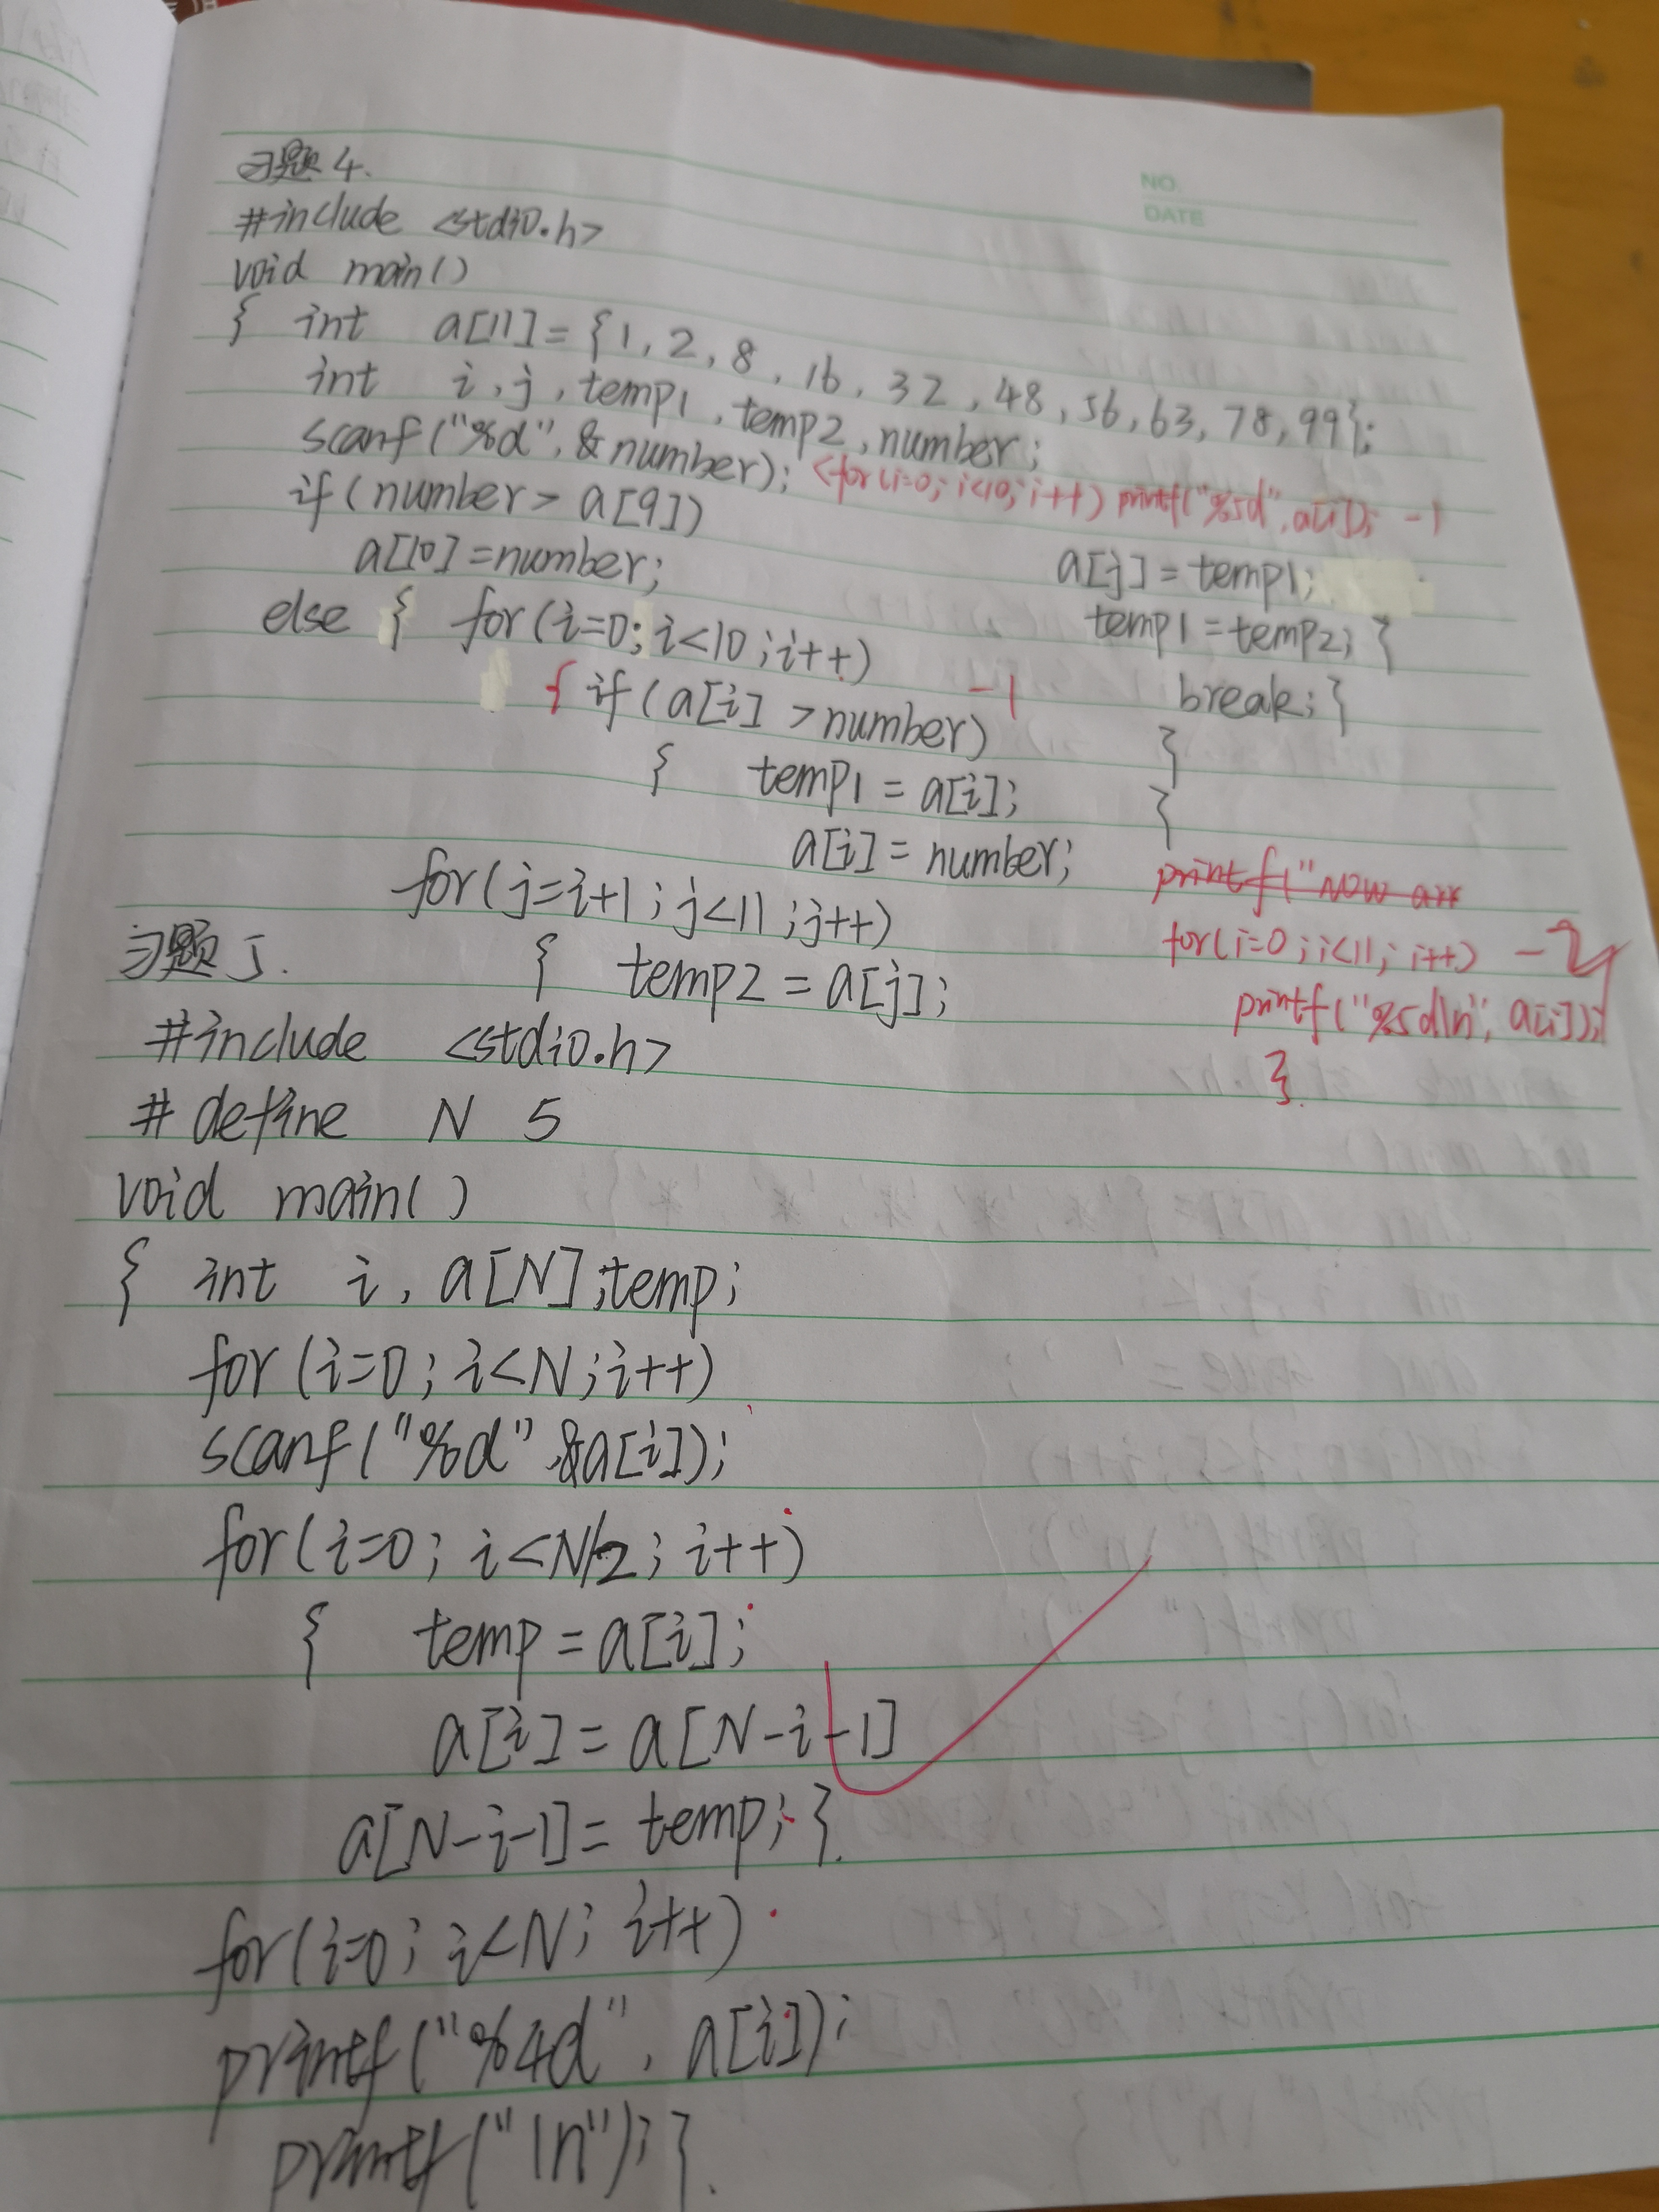 NO.
DATE
习题4.
#include <stdio.h>
void main()
{ int a[11]={1,2,8,16,32,48,56,63,78,99};
int i,j,temp1,temp2,number;
scanf("%d",&number); <for(i=0;i<10;i++) printf("%5d",a[i]); -1
if(number>a[9])
a[10]=number;
else { for(i=0;i<10;i++)
{ if(a[i]>number) -1
{ temp1=a[i];
a[i]=number;
for(j=i+1;j<11;j++)
{ temp2=a[j];
a[j]=temp1;
temp1=temp2; }
break; }
}
}
printf("now arr
for(i=0;i<11;i++) -2
printf("%5d\n",a[i]);
}
习题5.
#include <stdio.h>
#define N 5
void main()
{ int i,a[N];temp;
for(i=0;i<N;i++)
scanf("%d",&a[i]);
for(i=0;i<N/2;i++)
{ temp=a[i];
a[i]=a[N-i-1]
a[N-i-1]=temp; }.
for(i=0;i<N;i++)
printf("%4d",a[i]);
printf("\n");}.